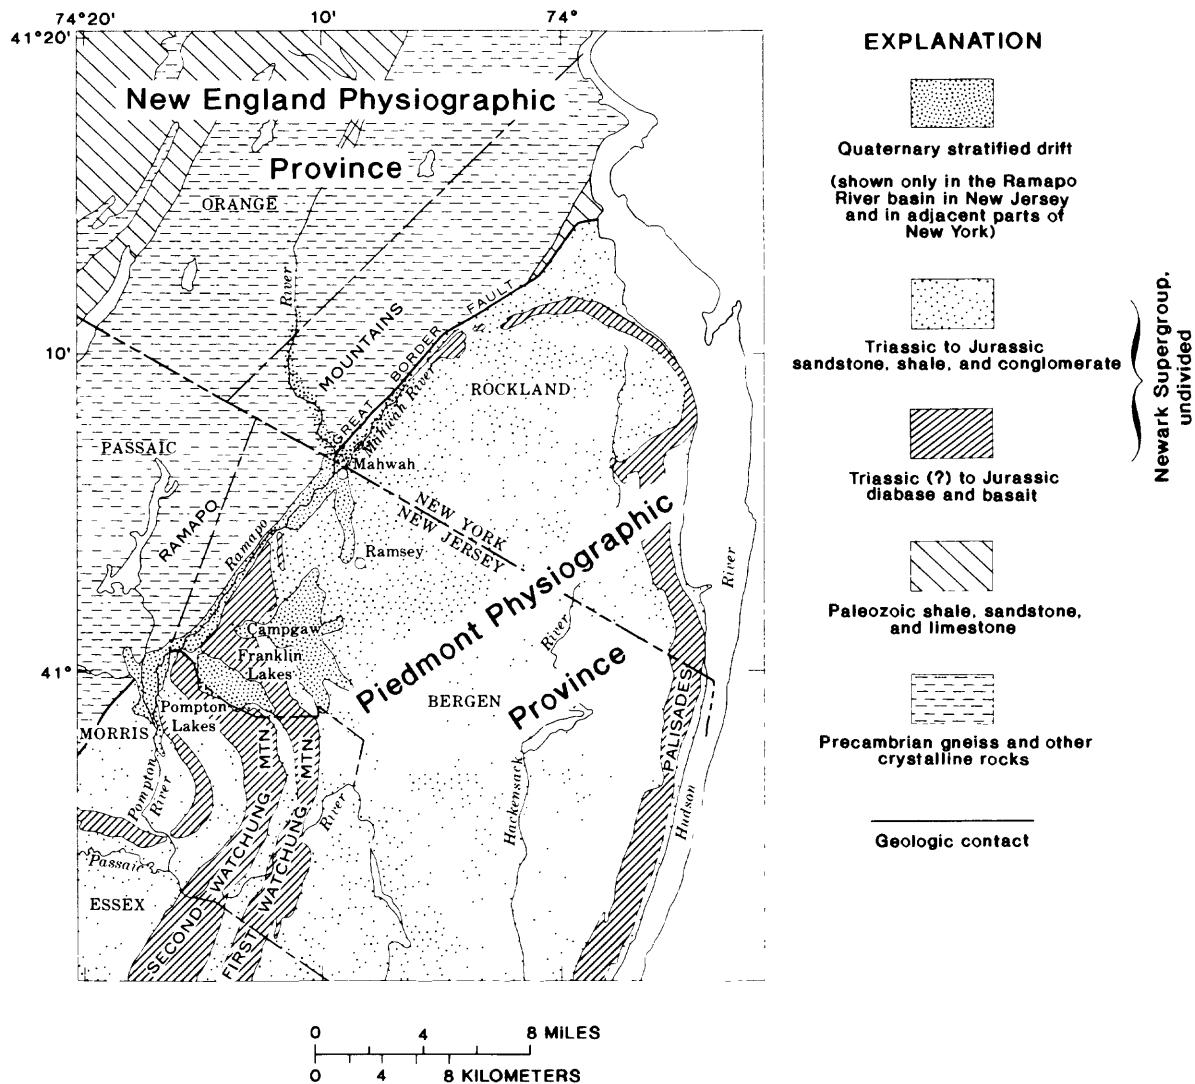 74°20'
10'
74°
41°20'
New England Physiographic
Province
ORANGE
River
MOUNTAINS
GREAT BORDER FAULT
Mahwah River
10'
ROCKLAND
PASSAIC
Mahwah
NEW YORK
NEW JERSEY
RAMAPO
Ramapo
Ramsey
Piedmont Physiographic
Province
River
River
Campgaw
Franklin
Lakes
41°
BERGEN
Pompton
Lakes
MORRIS
PALISADES
Pompton
River
SECOND WATCHUNG MTN
FIRST WATCHUNG MTN
River
Hackensack
Hudson
Passaic
ESSEX
0 4 8 MILES
0 4 8 KILOMETERS
EXPLANATION
Quaternary stratified drift
(shown only in the Ramapo
River basin in New Jersey
and in adjacent parts of
New York)
Triassic to Jurassic
sandstone, shale, and conglomerate
Triassic (?) to Jurassic
diabase and basalt
Newark Supergroup,
undivided
Paleozoic shale, sandstone,
and limestone
Precambrian gneiss and other
crystalline rocks
Geologic contact